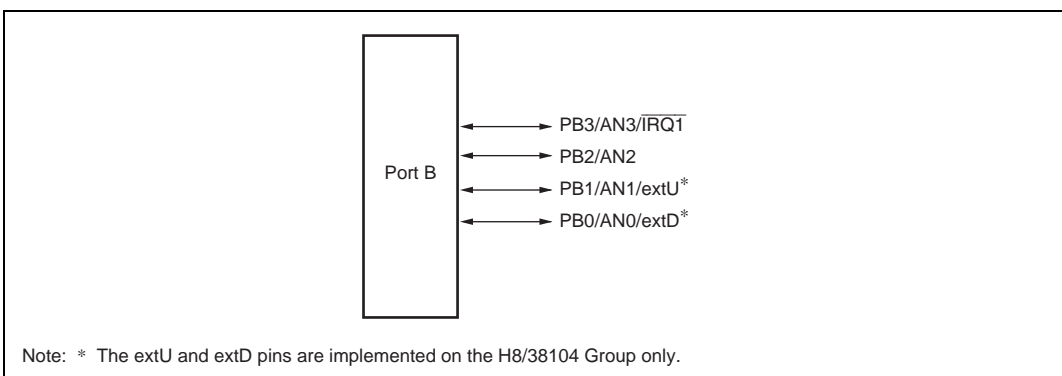 Port B
PB3/AN3/I̅R̅Q̅1̅
PB2/AN2
PB1/AN1/extU*
PB0/AN0/extD*
Note: * The extU and extD pins are implemented on the H8/38104 Group only.